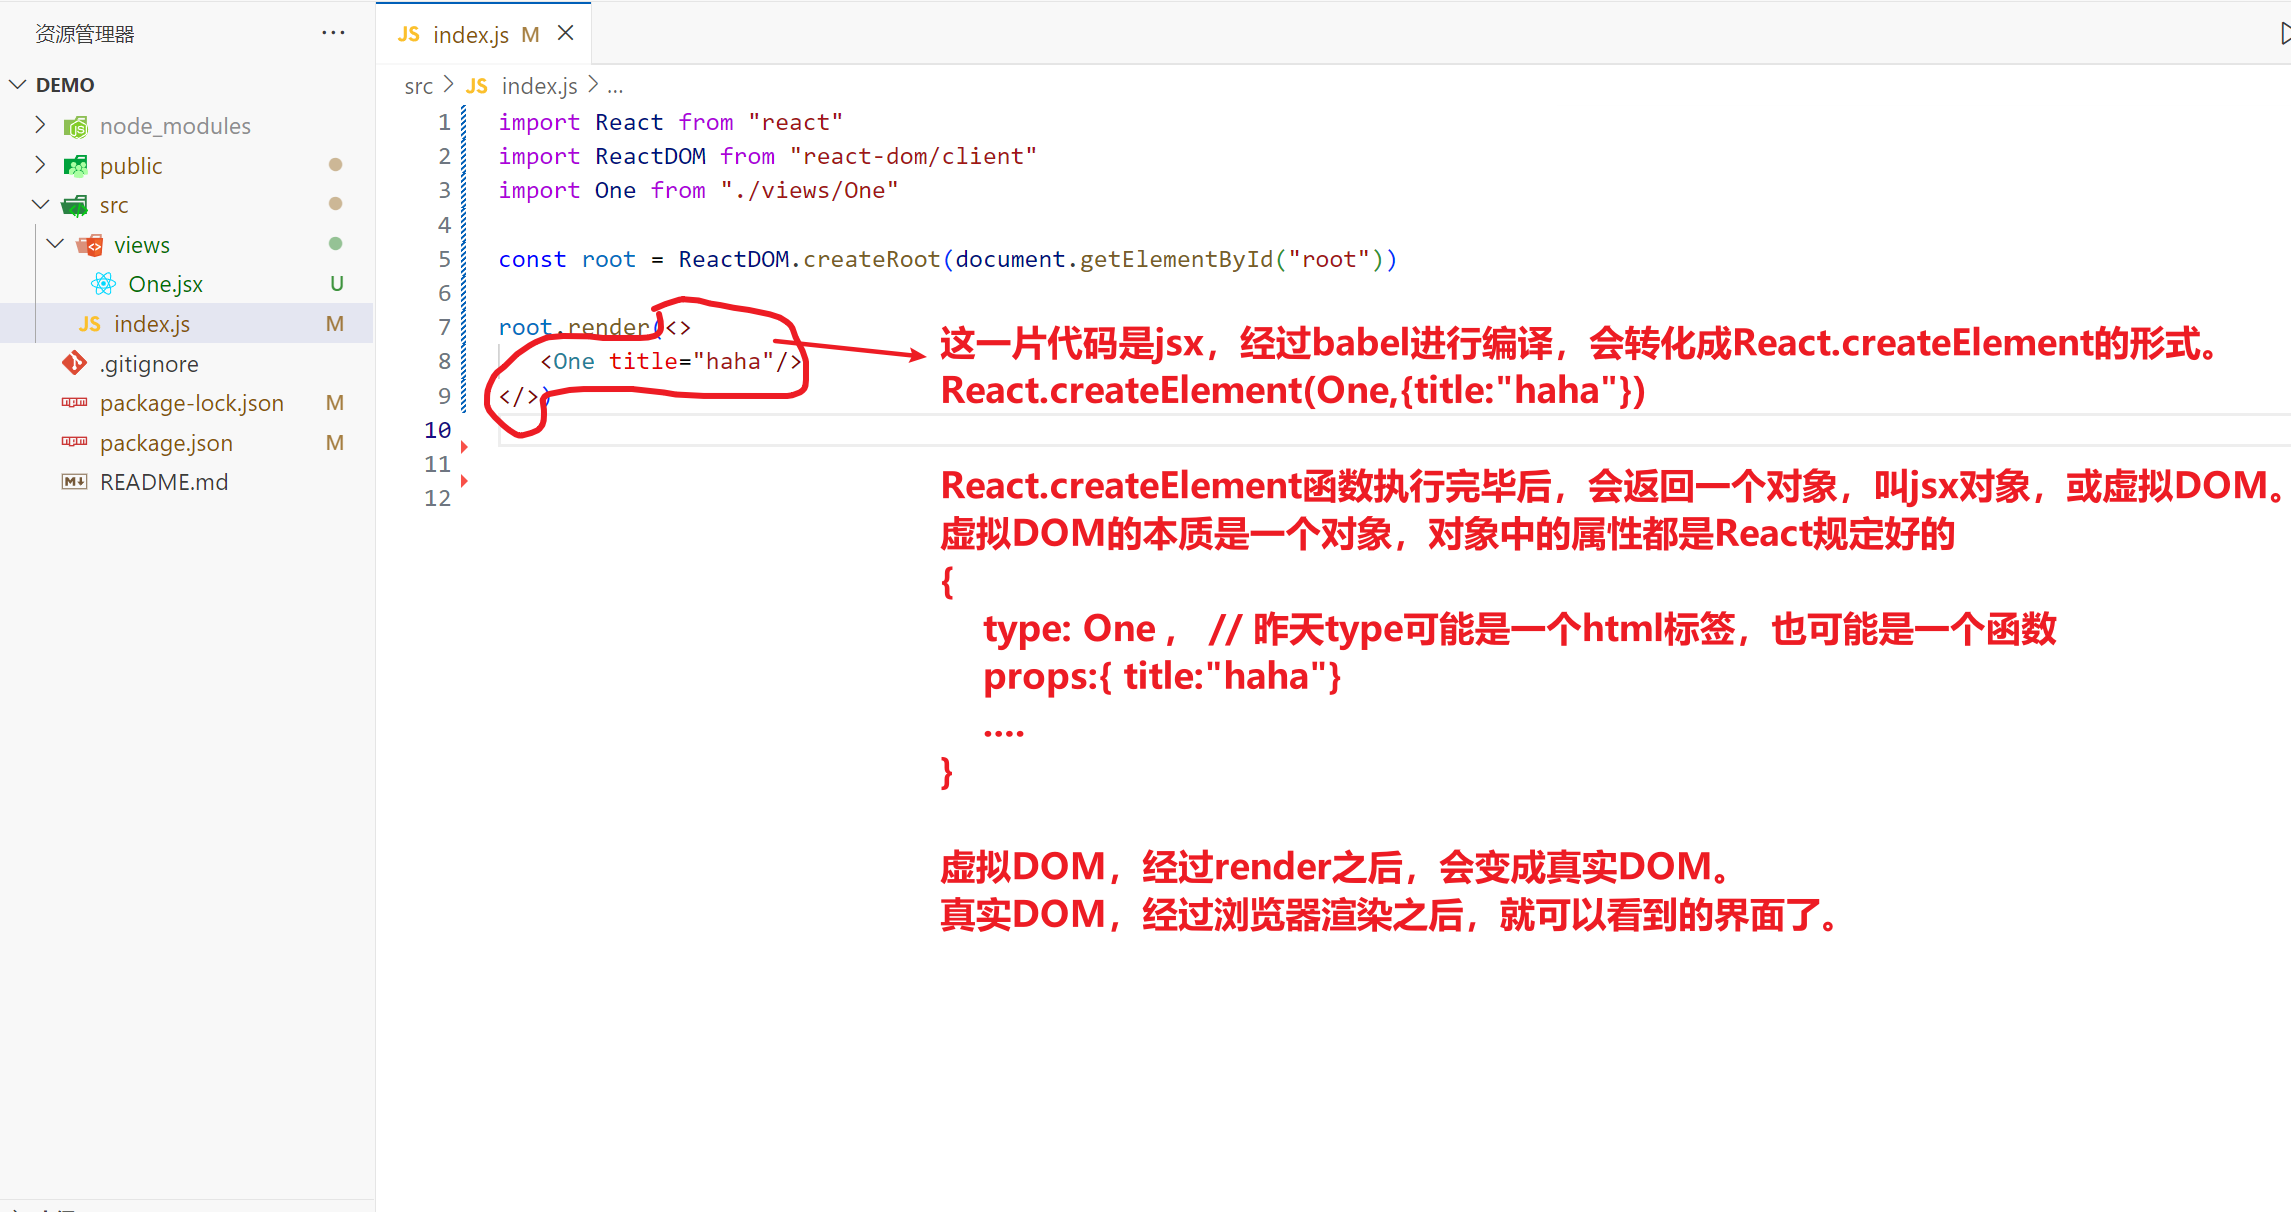 资源管理器
DEMO
node_modules
public
src
views
One.jsx U
index.js M
.gitignore
package-lock.json M
package.json M
README.md
JS index.js M
src > JS index.js > ...
1 import React from "react"
2 import ReactDOM from "react-dom/client"
3 import One from "./views/One"
4
5 const root = ReactDOM.createRoot(document.getElementById("root"))
6
7 root.render(<>
8 <One title="haha"/>
9 </>)
10
11
12
这一片代码是jsx，经过babel进行编译，会转化成React.createElement的形式。
React.createElement(One,{title:"haha"})
React.createElement函数执行完毕后，会返回一个对象，叫jsx对象，或虚拟DOM。
虚拟DOM的本质是一个对象，对象中的属性都是React规定好的
{
type: One ， // 昨天type可能是一个html标签，也可能是一个函数
props:{ title:"haha"}
....
}
虚拟DOM，经过render之后，会变成真实DOM。
真实DOM，经过浏览器渲染之后，就可以看到的界面了。